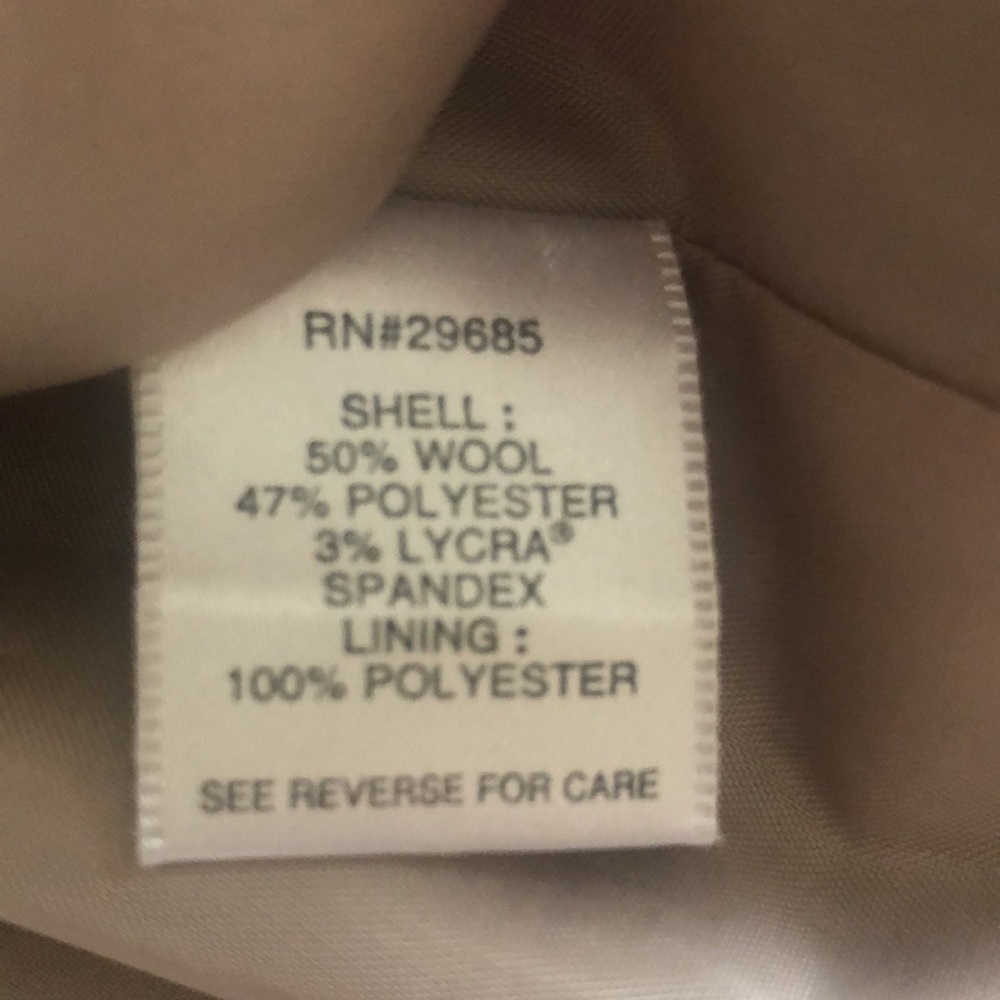 RN#29685
SHELL :
50% WOOL
47% POLYESTER
3% LYCRA®
SPANDEX
LINING :
100% POLYESTER
SEE REVERSE FOR CARE